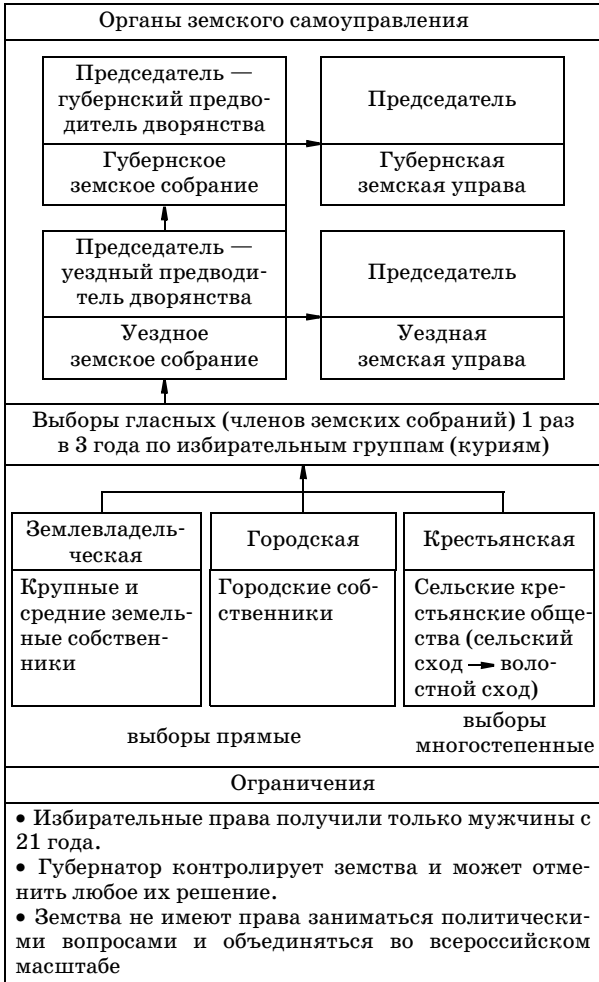 Органы земского самоуправления
Председатель —
губернский предво-
дитель дворянства
Губернское
земское собрание
Председатель
Губернская
земская управа
Председатель —
уездный предводи-
тель дворянства
Уездное
земское собрание
Председатель
Уездная
земская управа
Выборы гласных (членов земских собраний) 1 раз
в 3 года по избирательным группам (куриям)
Землевладель-
ческая
Крупные и
средние земель-
ные собствен-
ники
Городская
Городские соб-
ственники
Крестьянская
Сельские кре-
стьянские обще-
ства (сельский
сход → воло-
стной сход)
выборы прямые
выборы
многостепенные
Ограничения
• Избирательные права получили только мужчины с
21 года.
• Губернатор контролирует земства и может отме-
нить любое их решение.
• Земства не имеют права заниматься политически-
ми вопросами и объединяться во всероссийском
масштабе